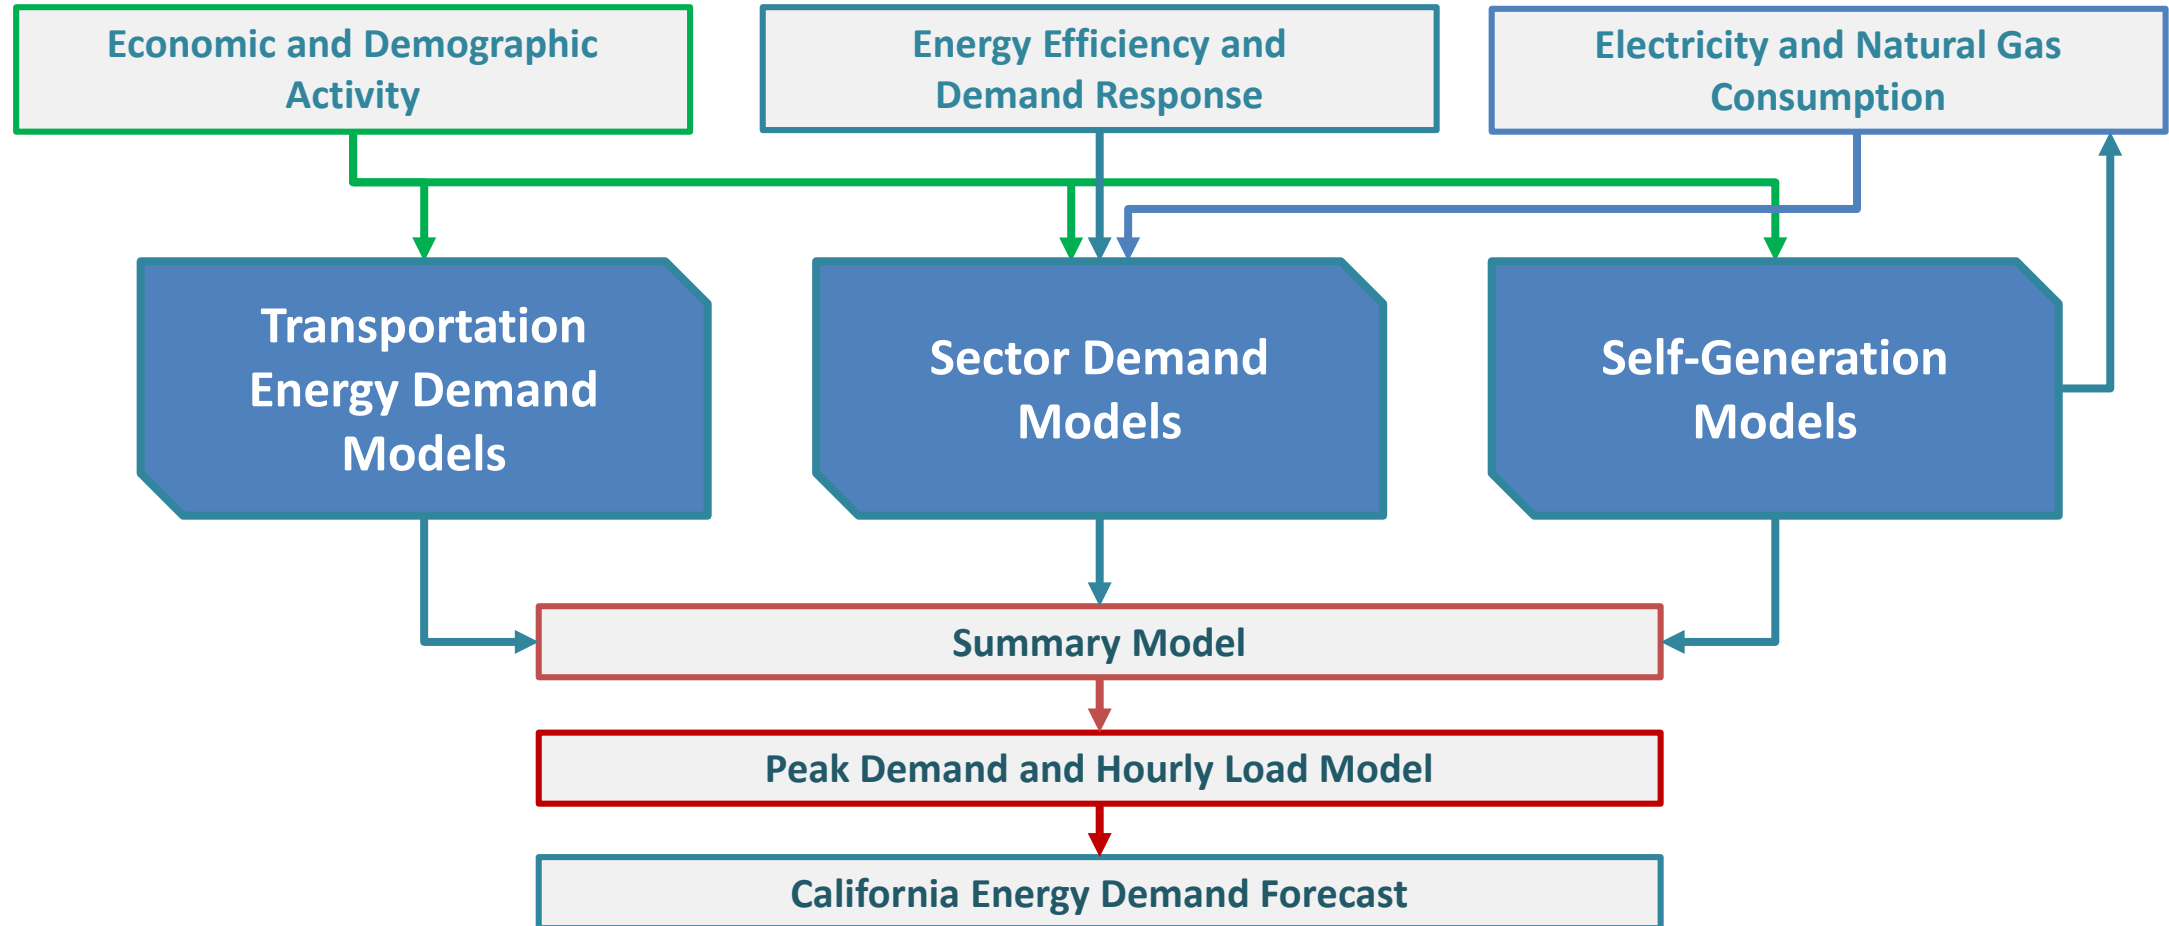 Economic and Demographic
Activity
Energy Efficiency and
Demand Response
Electricity and Natural Gas
Consumption
Transportation
Energy Demand
Models
Sector Demand
Models
Self-Generation
Models
Summary Model
Peak Demand and Hourly Load Model
California Energy Demand Forecast